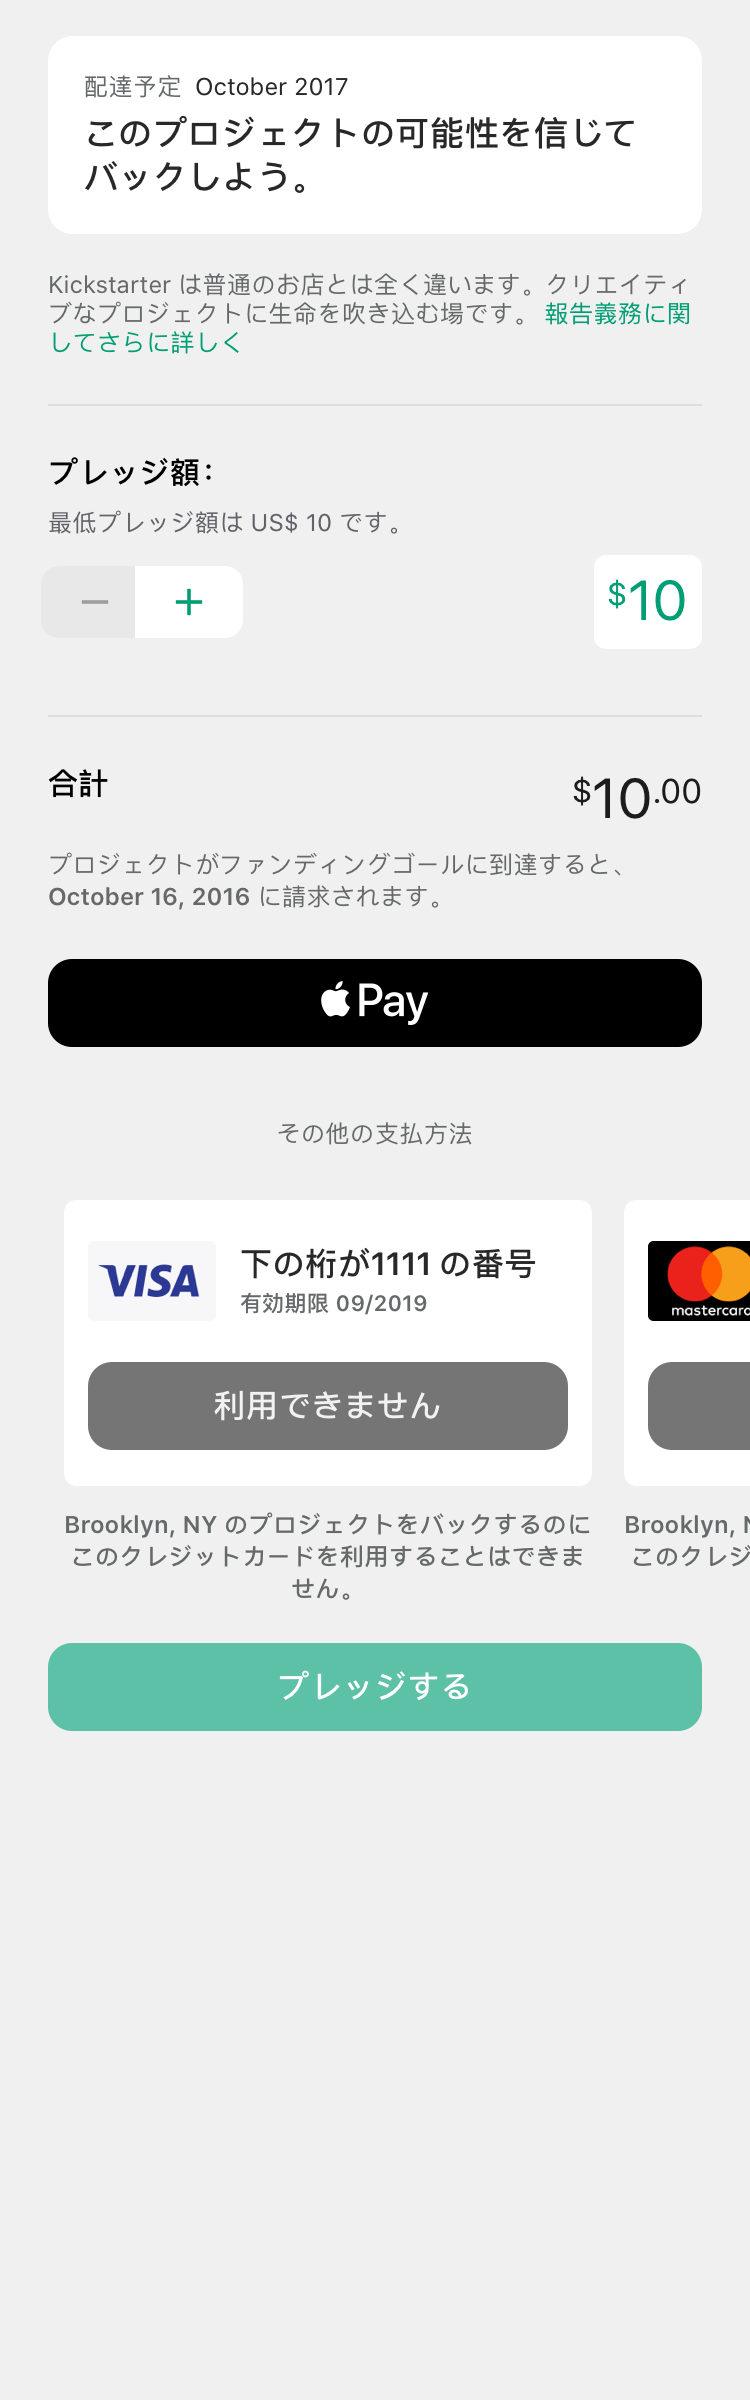 配達予定 October 2017
このプロジェクトの可能性を信じて
バックしよう。
Kickstarter は普通のお店とは全く違います。クリエイティ
ブなプロジェクトに生命を吹き込む場です。 報告義務に関
してさらに詳しく
プレッジ額:
最低プレッジ額は US$ 10 です。
− +
$10
合計
$10.00
プロジェクトがファンディングゴールに到達すると、
October 16, 2016 に請求されます。
Pay
その他の支払方法
VISA
下の桁が1111 の番号
有効期限 09/2019
利用できません
Brooklyn, NY のプロジェクトをバックするのに
このクレジットカードを利用することはできま
せん。
mastercard
Brooklyn,
このクレジ
プレッジする